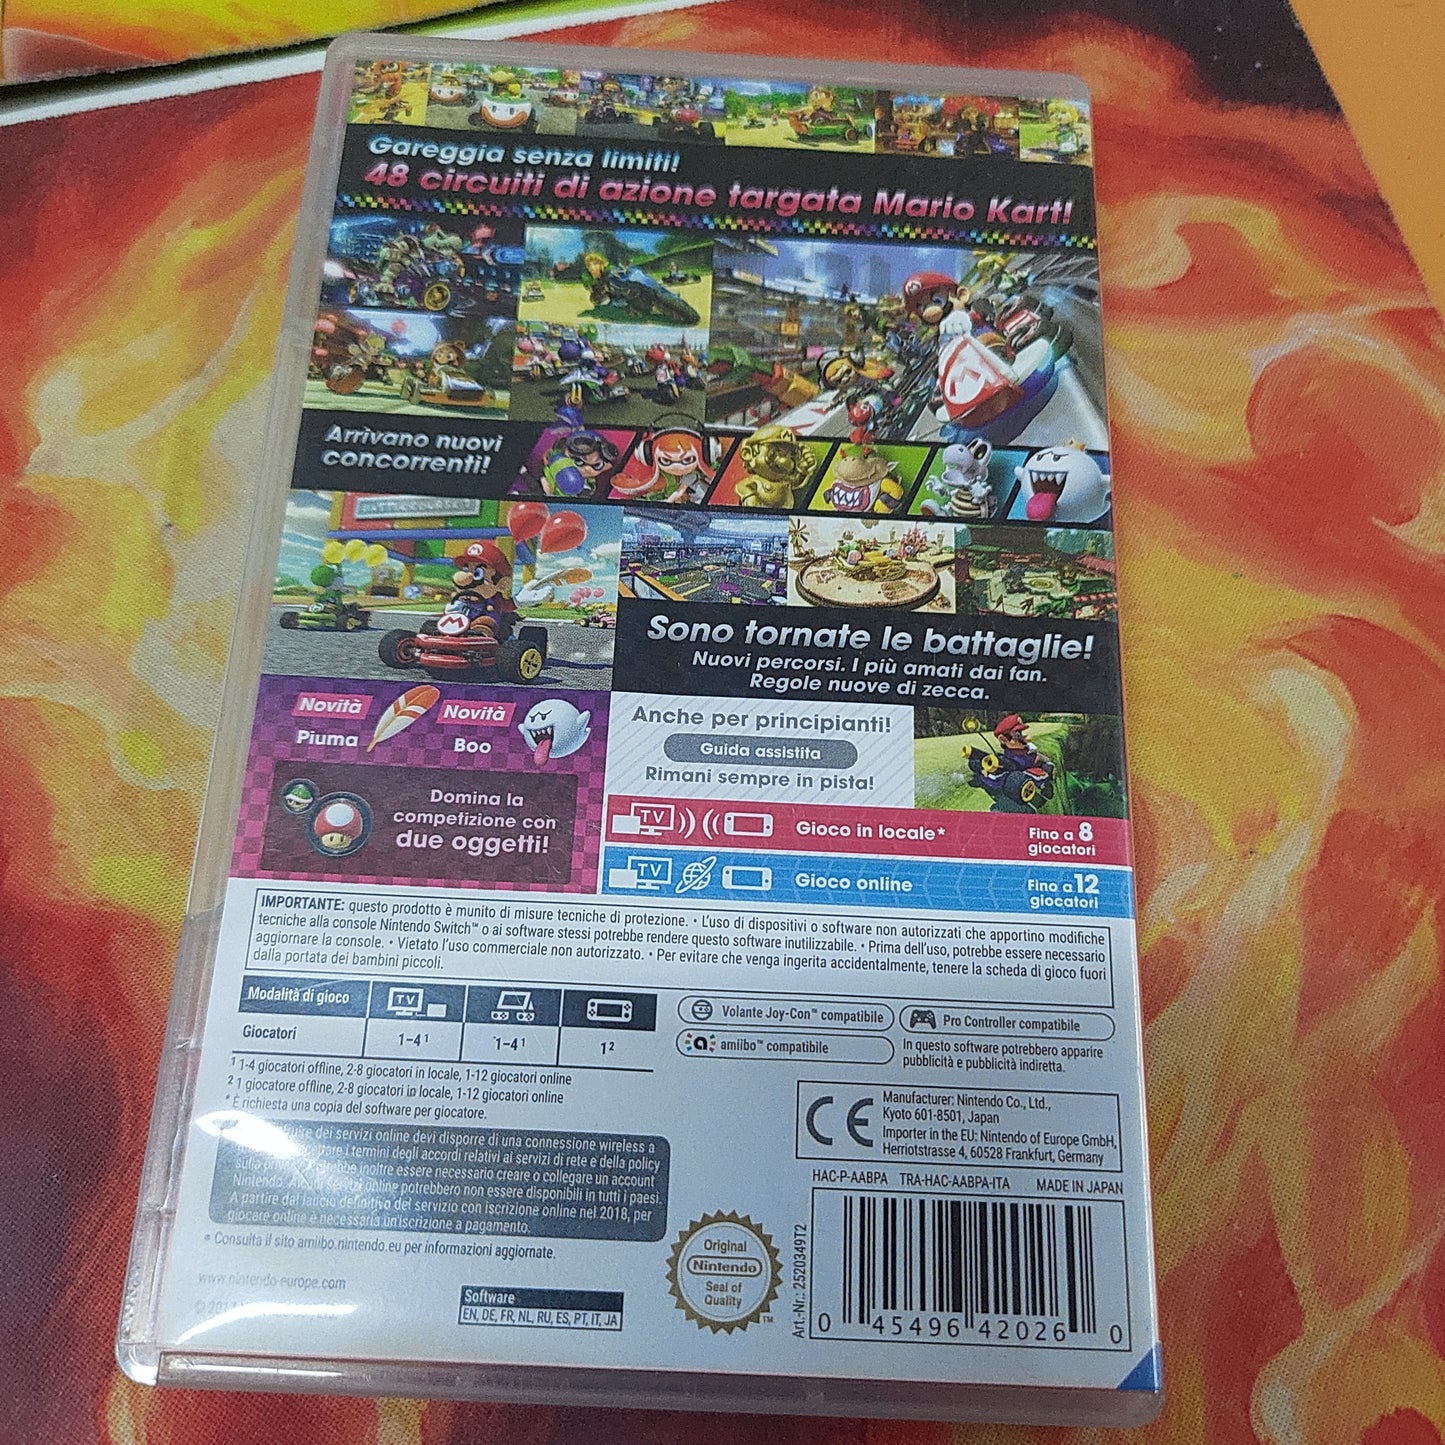 Gareggia senza limiti!
48 circuiti di azione targata Mario Kart!
Arrivano nuovi
concorrenti!
Sono tornate le battaglie!
Nuovi percorsi. I più amati dai fan.
Regole nuove di zecca.
Novità
Piuma
Novità
Boo
Domina la
competizione con
due oggetti!
Anche per principianti!
Guida assistita
Rimani sempre in pista!
TV Gioco in locale* Fino a 8
giocatori
TV Gioco online Fino a 12
giocatori
IMPORTANTE: questo prodotto è munito di misure tecniche di protezione. • L'uso di dispositivi o software non autorizzati che apportino modifiche
tecniche alla console Nintendo Switch™ o ai software stessi potrebbe rendere questo software inutilizzabile. • Prima dell'uso, potrebbe essere necessario
aggiornare la console. • Vietato l'uso commerciale non autorizzato. • Per evitare che venga ingerita accidentalmente, tenere la scheda di gioco fuori
dalla portata dei bambini piccoli.
Modalità di gioco TV
Giocatori 1-4¹ 1-4¹ 1²
¹ 1-4 giocatori offline, 2-8 giocatori in locale, 1-12 giocatori online
² 1 giocatore offline, 2-8 giocatori in locale, 1-12 giocatori online
* È richiesta una copia del software per giocatore.
Volante Joy-Con™ compatibile
Pro Controller compatibile
amiibo™ compatibile
In questo software potrebbero apparire
pubblicità e pubblicità indiretta.
CE
Manufacturer: Nintendo Co., Ltd.,
Kyoto 601-8501, Japan
Importer in the EU: Nintendo of Europe GmbH,
Herriotstrasse 4, 60528 Frankfurt, Germany
HAC-P-AABPA TRA-HAC-AABPA-ITA MADE IN JAPAN
dei servizi online devi disporre di una connessione wireless a
i termini degli accordi relativi ai servizi di rete e della policy
sulla inoltre essere necessario creare o collegare un account
Nintendo. servizi online potrebbero non essere disponibili in tutti i paesi.
A partire dal lancio definitivo del servizio con iscrizione online nel 2018, per
giocare online è necessaria un'iscrizione a pagamento.
* Consulta il sito amiibo.nintendo.eu per informazioni aggiornate.
www.nintendo-europe.com
© 2017
Software
EN, DE, FR, NL, RU, ES, PT, IT, JA
Original
Nintendo
Seal of
Quality
TM
Art.-Nr.: 2520349T2
0 45496 42026 0